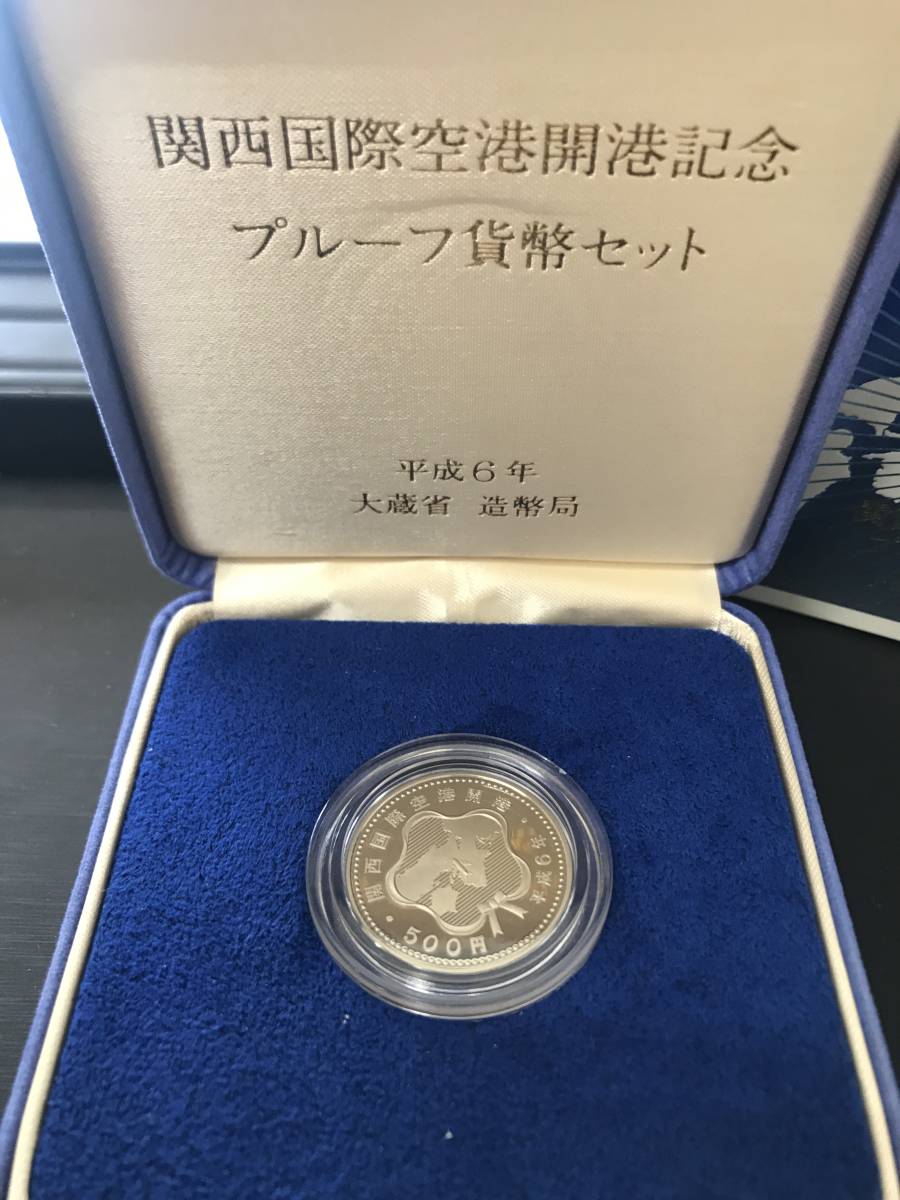 関西国際空港開港記念
プルーフ貨幣セット
平成6年
大蔵省 造幣局
関西国際空港開港
平成6年
500円